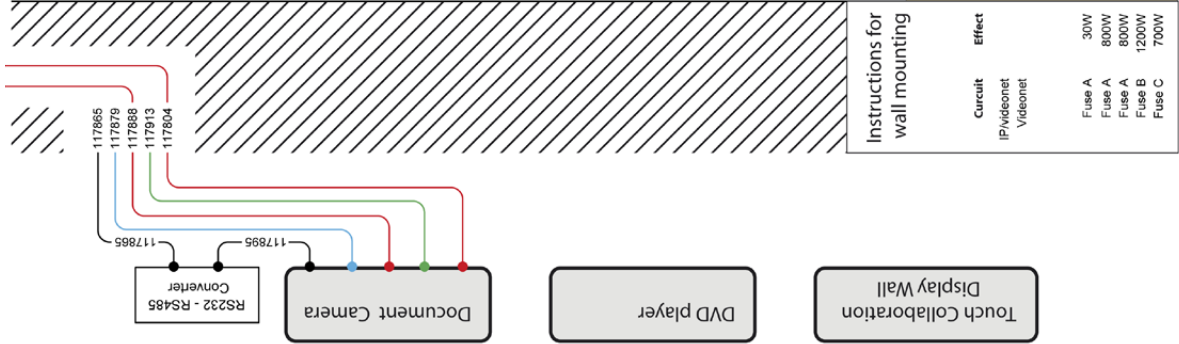 Instructions for
wall mounting
Curcuit Effect
IP/videonet
Videonet
Fuse A 30W
Fuse A 800W
Fuse A 800W
Fuse B 1200W
Fuse C 700W
117865
117879
117888
117913
117804
117865
117895
RS232 - RS485
Converter
Document Camera
DVD player
Touch Collaboration
Display Wall